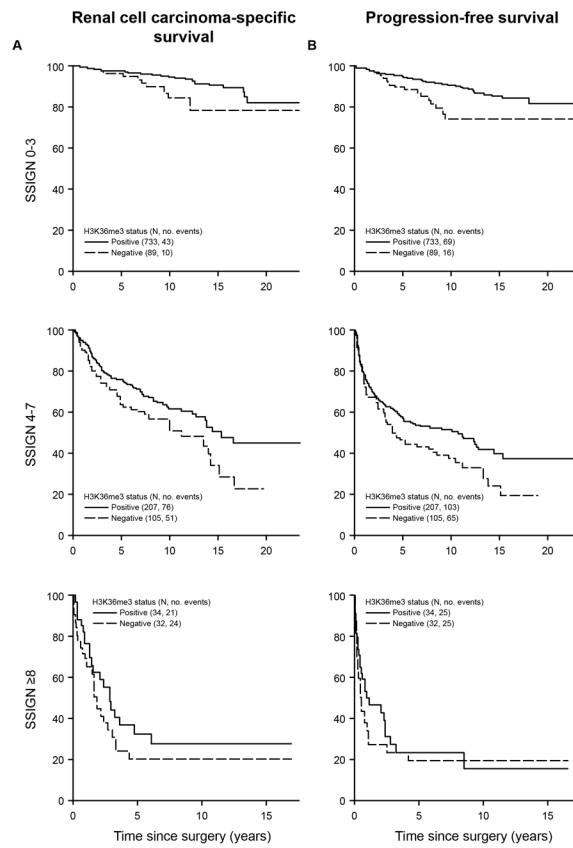 Renal cell carcinoma-specific
survival
Progression-free survival
A
B
SSIGN 0-3
100
80
60
40
20
0
H3K36me3 status (N, no. events)
Positive (733, 43)
Negative (89, 10)
0 5 10 15 20
100
80
60
40
20
0
H3K36me3 status (N, no. events)
Positive (733, 69)
Negative (89, 16)
0 5 10 15 20
SSIGN 4-7
100
80
60
40
20
0
H3K36me3 status (N, no. events)
Positive (207, 76)
Negative (105, 51)
0 5 10 15 20
100
80
60
40
20
0
H3K36me3 status (N, no. events)
Positive (207, 103)
Negative (105, 65)
0 5 10 15 20
SSIGN ≥8
100
80
60
40
20
0
H3K36me3 status (N, no. events)
Positive (34, 21)
Negative (32, 24)
0 5 10 15
Time since surgery (years)
100
80
60
40
20
0
H3K36me3 status (N, no. events)
Positive (34, 25)
Negative (32, 25)
0 5 10 15
Time since surgery (years)